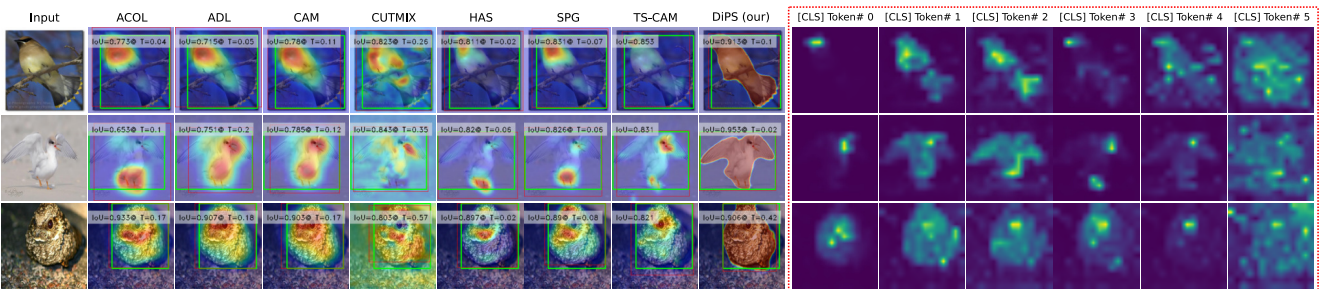 Input ACOL ADL CAM CUTMIX HAS SPG TS-CAM DiPS (our) [CLS] Token# 0 [CLS] Token# 1 [CLS] Token# 2 [CLS] Token# 3 [CLS] Token# 4 [CLS] Token# 5
IoU=0.773@ T=0.04 IoU=0.715@ T=0.05 IoU=0.78@ T=0.11 IoU=0.823@ T=0.26 IoU=0.811@ T=0.02 IoU=0.831@ T=0.07 IoU=0.853 IoU=0.913@ T=0.1
IoU=0.653@ T=0.1 IoU=0.751@ T=0.2 IoU=0.785@ T=0.12 IoU=0.843@ T=0.35 IoU=0.82@ T=0.06 IoU=0.826@ T=0.06 IoU=0.831 IoU=0.953@ T=0.02
IoU=0.933@ T=0.17 IoU=0.907@ T=0.18 IoU=0.903@ T=0.17 IoU=0.803@ T=0.57 IoU=0.897@ T=0.02 IoU=0.89@ T=0.08 IoU=0.821 IoU=0.906@ T=0.42